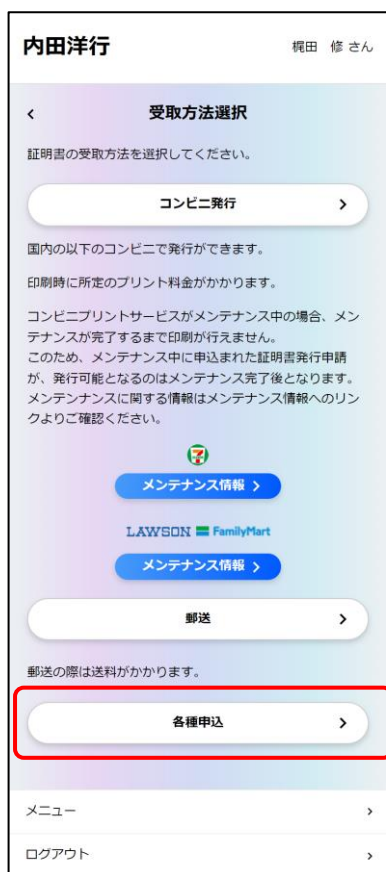 内田洋行
梶田 修 さん
受取方法選択
証明書の受取方法を選択してください。
コンビニ発行
国内の以下のコンビニで発行ができます。
印刷時に所定のプリント料金がかかります。
コンビニプリントサービスがメンテナンス中の場合、メン
テナンスが完了するまで印刷が行えません。
このため、メンテナンス中に申込まれた証明書発行申請
が、発行可能となるのはメンテナンス完了後となります。
メンテンナンスに関する情報はメンテナンス情報へのリン
クよりご確認ください。
メンテナンス情報
LAWSON FamilyMart
メンテナンス情報
郵送
郵送の際は送料がかかります。
各種申込
メニュー
ログアウト